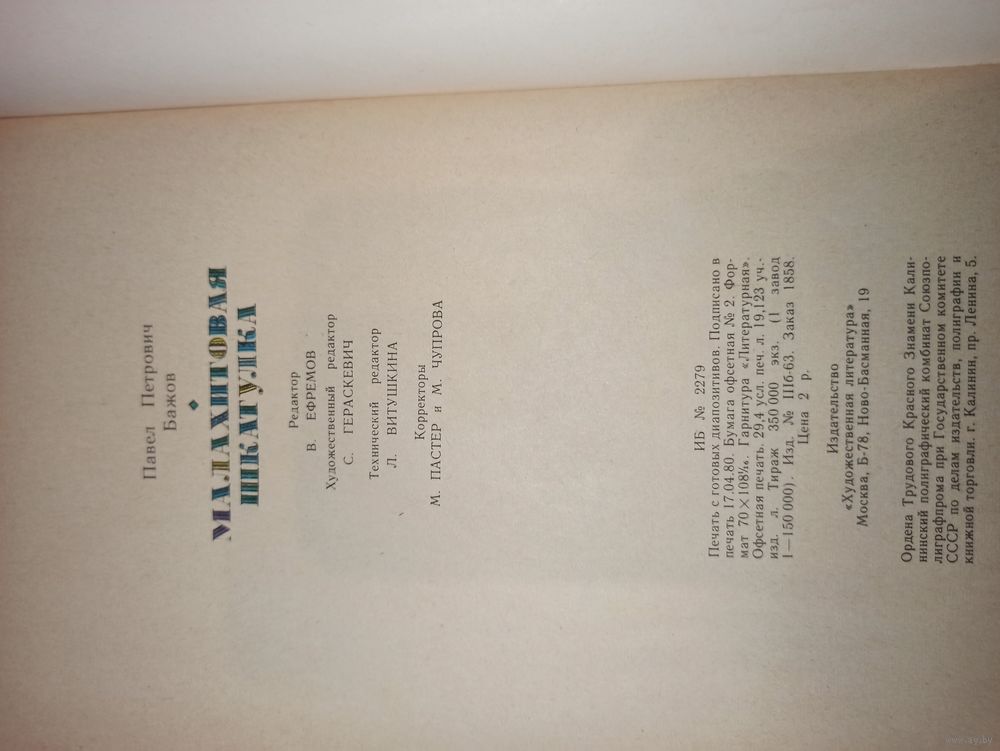 Павел Петрович
Бажов
МАЛАХИТОВАЯ
ШКАТУЛКА
Редактор
В. ЕФРЕМОВ
Художественный редактор
С. ГЕРАСКЕВИЧ
Технический редактор
Л. ВИТУШКИНА
Корректоры
М. ПАСТЕР и М. ЧУПРОВА
ИБ № 2279
Печать с готовых диапозитивов. Подписано в
печать 17.04.80. Бумага офсетная № 2. Фор-
мат 70×108¹/₁₆. Гарнитура «Литературная».
Офсетная печать. 29,4 усл. печ. л. 19,123 уч.-
изд. л. Тираж 350 000 экз. (1 завод
1—150 000). Изд. № IIб-63. Заказ 1858.
Цена 2 р.
Издательство
«Художественная литература»
Москва, Б-78, Ново-Басманная, 19
Ордена Трудового Красного Знамени Кали-
нинский полиграфический комбинат Союзпо-
лиграфпрома при Государственном комитете
СССР по делам издательств, полиграфии и
книжной торговли. г. Калинин, пр. Ленина, 5.
www.ay.by